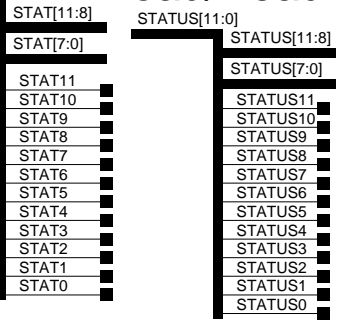 STAT[11:8]
STAT[7:0]
STAT11
STAT10
STAT9
STAT8
STAT7
STAT6
STAT5
STAT4
STAT3
STAT2
STAT1
STAT0
STATUS[11:0]
STATUS[11:8]
STATUS[7:0]
STATUS11
STATUS10
STATUS9
STATUS8
STATUS7
STATUS6
STATUS5
STATUS4
STATUS3
STATUS2
STATUS1
STATUS0